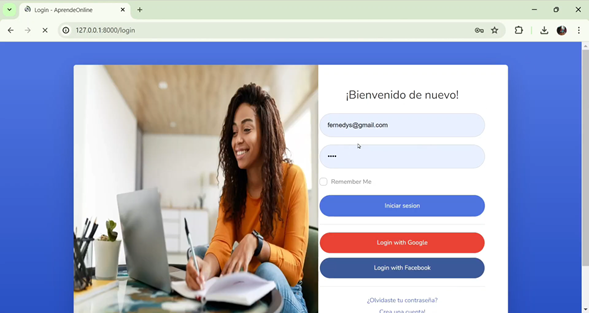 Login - AprendeOnline
127.0.0.1:8000/login
¡Bienvenido de nuevo!
fernedys@gmail.com
Remember Me
Iniciar sesion
Login with Google
Login with Facebook
¿Olvidaste tu contraseña?
Crea una cuenta!